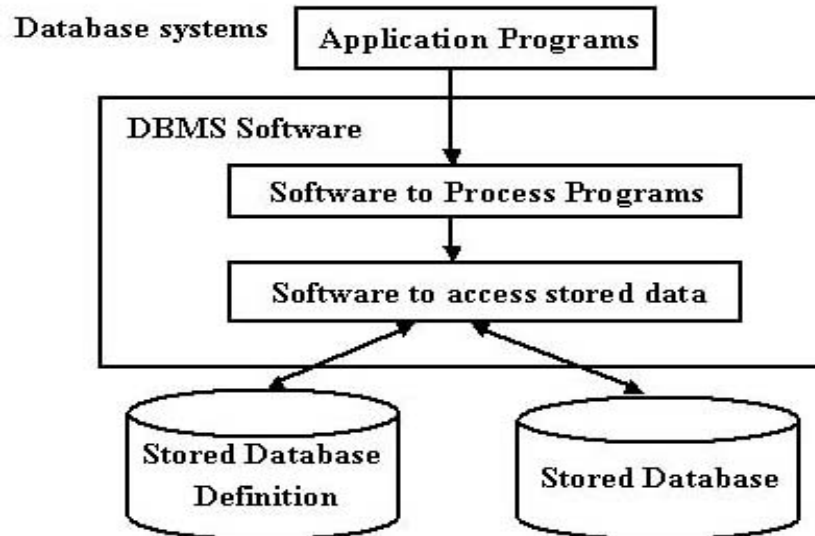 Database systems
Application Programs
DBMS Software
Software to Process Programs
Software to access stored data
Stored Database
Definition
Stored Database